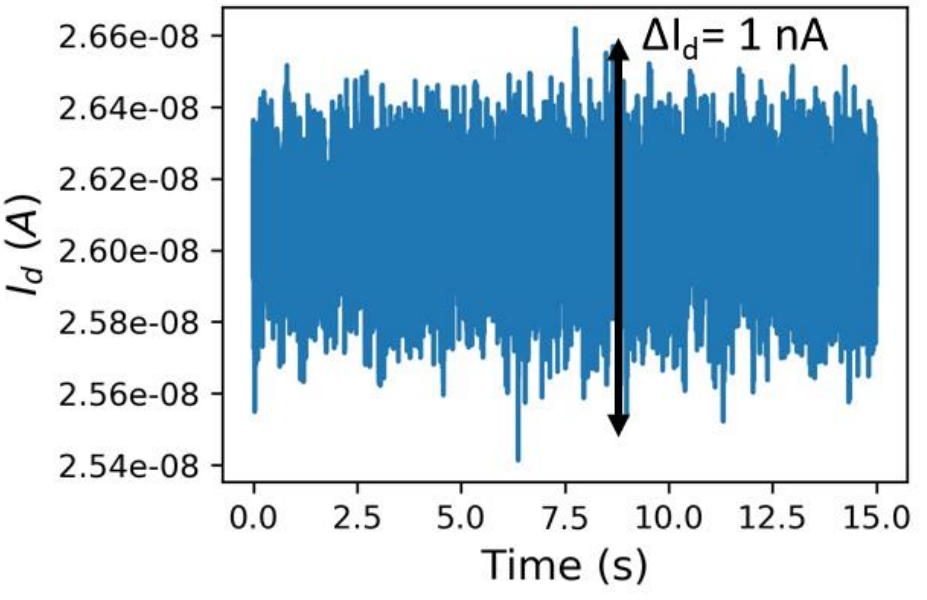 ΔId= 1 nA
2.66e-08
2.64e-08
2.62e-08
2.60e-08
2.58e-08
2.56e-08
2.54e-08
Id (A)
0.0 2.5 5.0 7.5 10.0 12.5 15.0
Time (s)